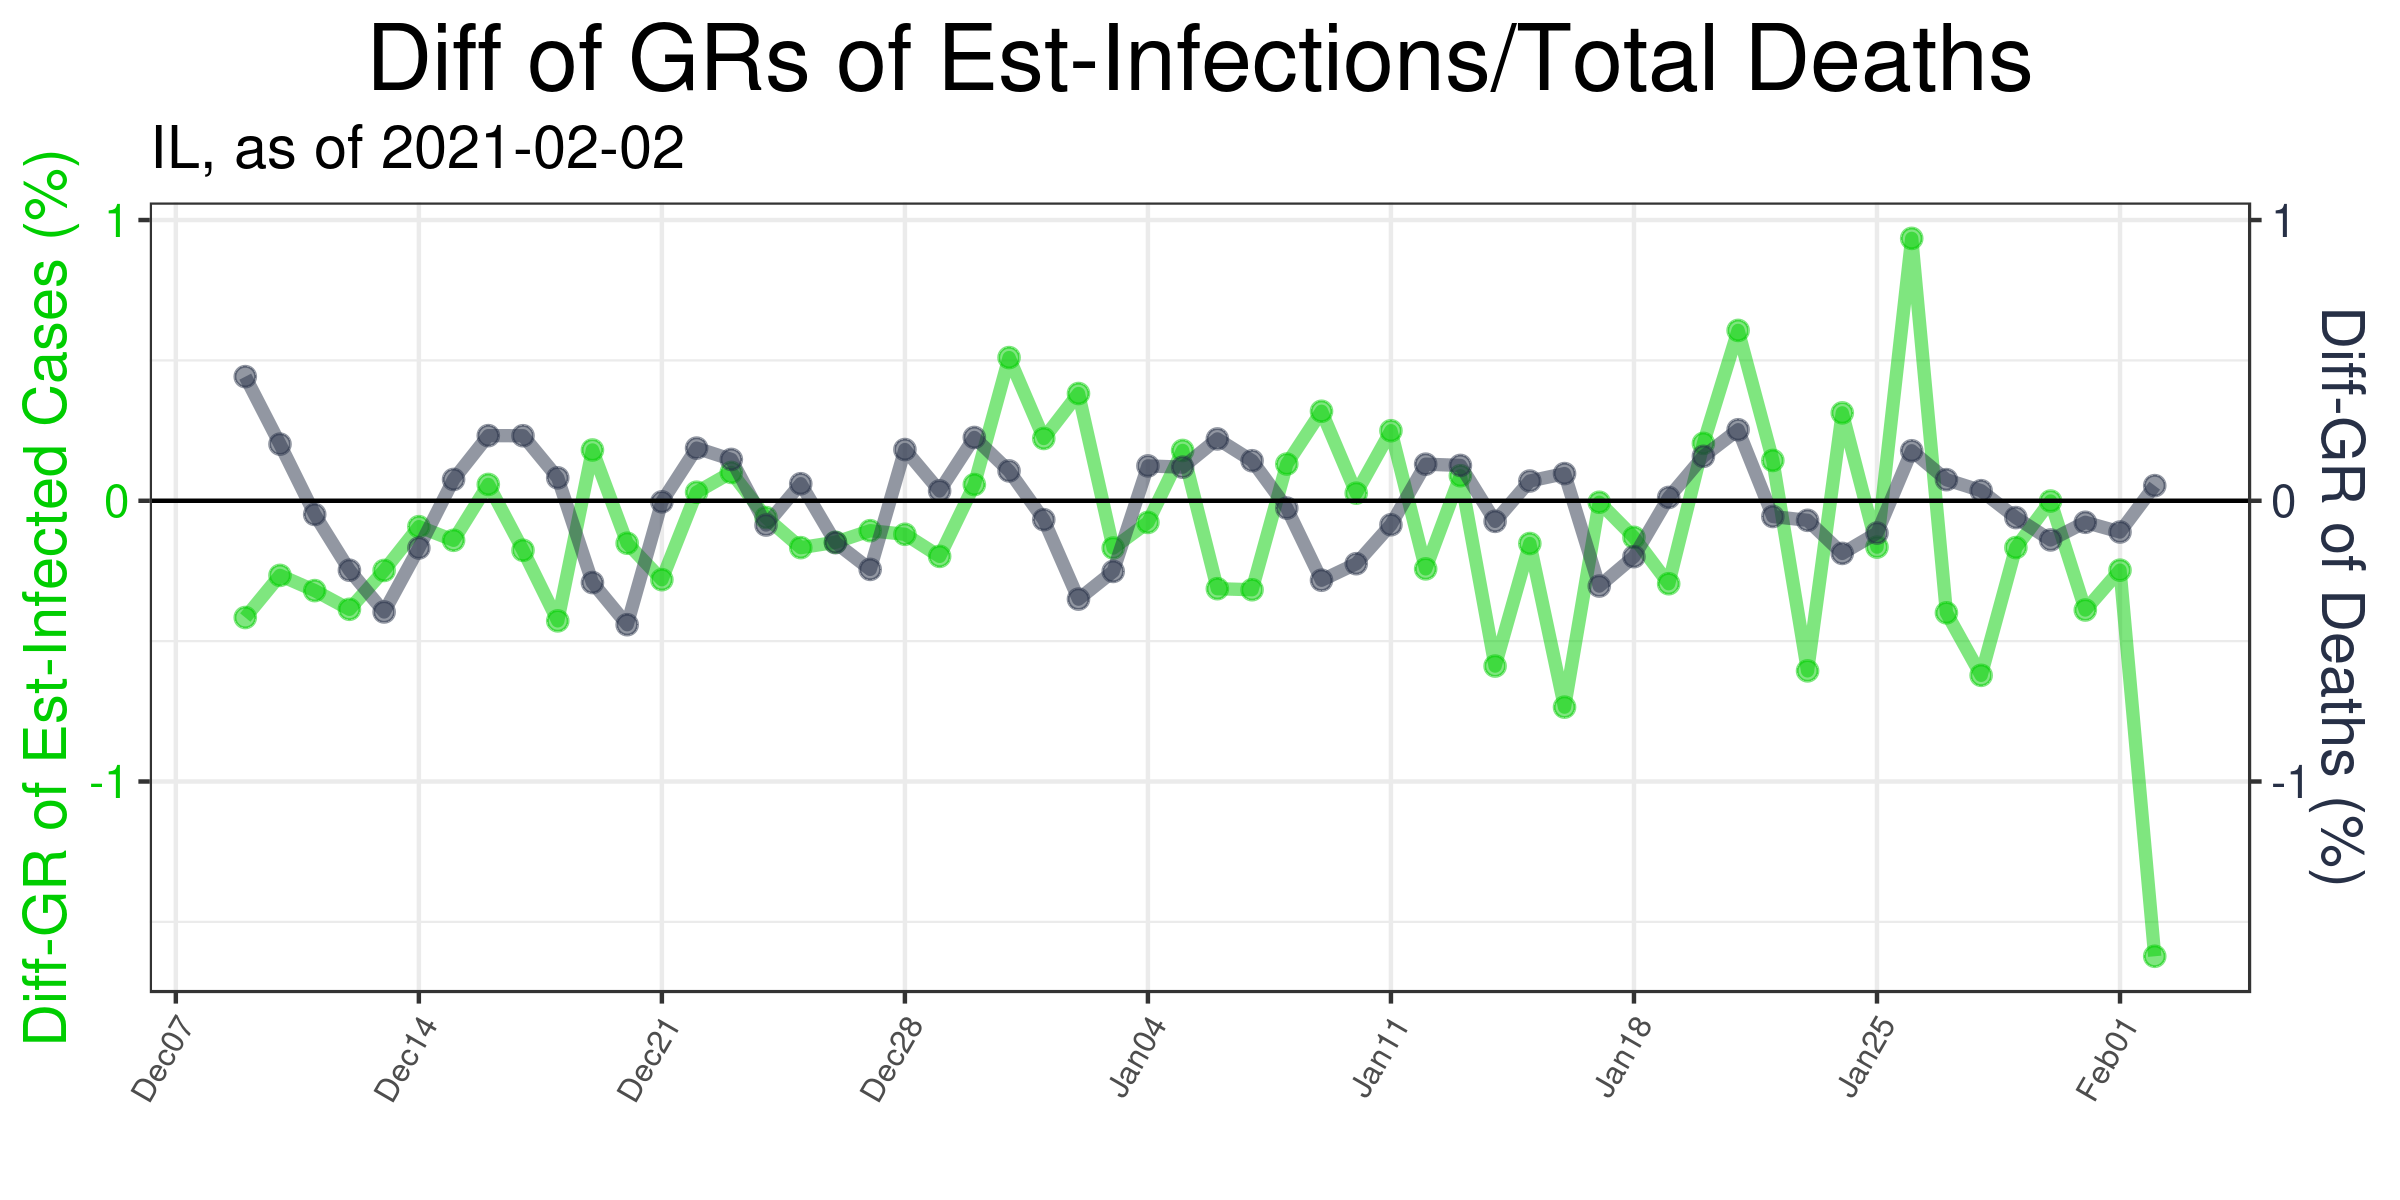 Diff of GRs of Est-Infections/Total Deaths
IL, as of 2021-02-02
Diff-GR of Est-Infected Cases (%)
1
0
-1
1
0
-1
Diff-GR of Deaths (%)
Dec07
Dec14
Dec21
Dec28
Jan04
Jan11
Jan18
Jan25
Feb01